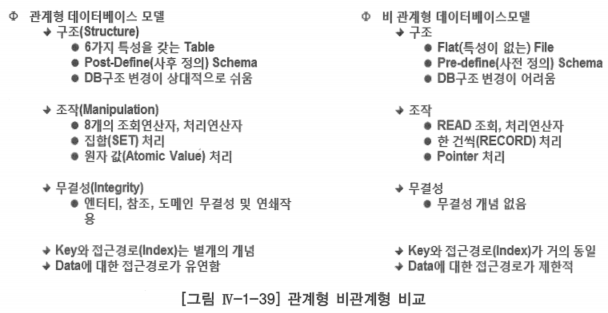 Φ 관계형 데이터베이스 모델
구조(Structure)
● 6가지 특성을 갖는 Table
● Post-Define(사후 정의) Schema
● DB구조 변경이 상대적으로 쉬움
조작(Manipulation)
● 8개의 조회연산자, 처리연산자
● 집합(SET) 처리
● 원자 값(Atomic Value) 처리
무결성(Integrity)
● 엔터티, 참조, 도메인 무결성 및 연쇄작
용
Key와 접근경로(Index)는 별개의 개념
Data에 대한 접근경로가 유연함
Φ 비 관계형 데이터베이스모델
구조
● Flat(특성이 없는) File
● Pre-define(사전 정의) Schema
● DB구조 변경이 어려움
조작
● READ 조회, 처리연산자
● 한 건씩(RECORD) 처리
● Pointer 처리
무결성
● 무결성 개념 없음
Key와 접근경로(Index)가 거의 동일
Data에 대한 접근경로가 제한적
[그림 Ⅳ-1-39] 관계형 비관계형 비교